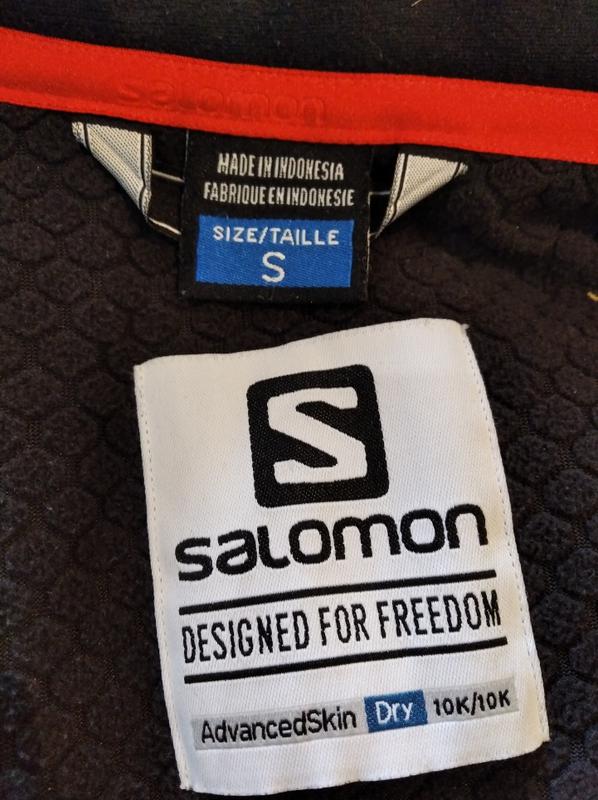 salomon
MADE IN INDONESIA
FABRIQUE EN INDONESIE
SIZE/TAILLE
S
S
salomon
DESIGNED FOR FREEDOM
AdvancedSkin Dry 10K/10K